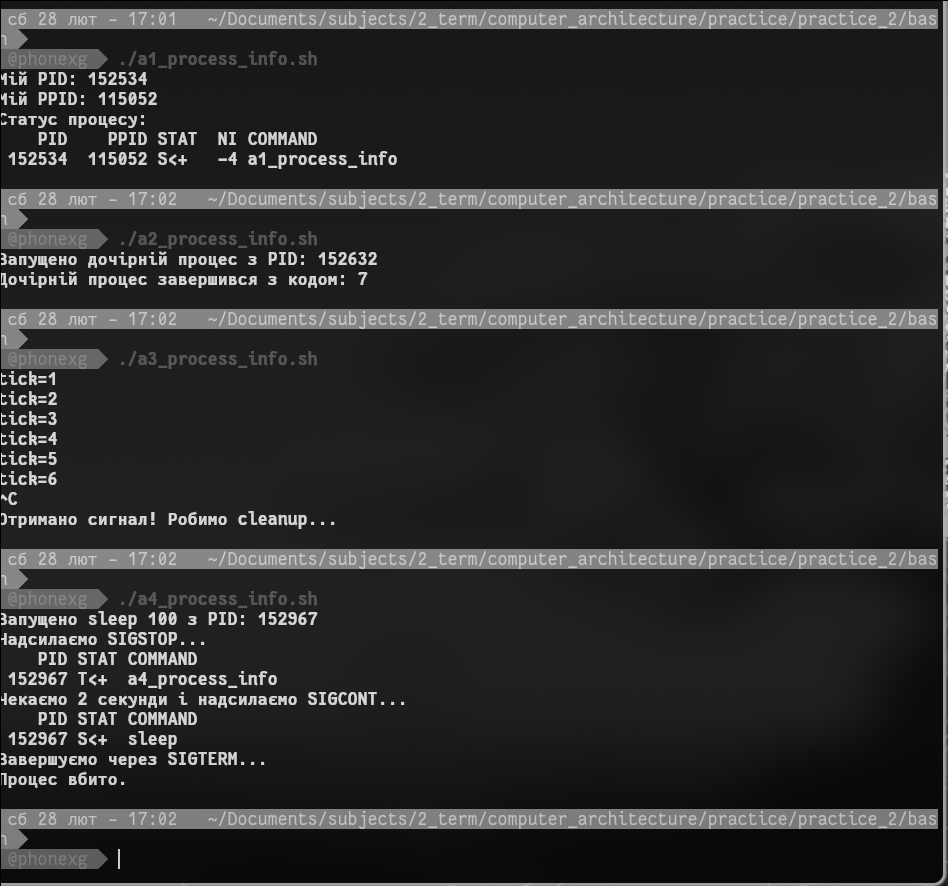 сб 28 лют – 17:01 ~/Documents/subjects/2_term/computer_architecture/practice/practice_2/bas
h
@phonexg ./a1_process_info.sh
Мій PID: 152534
Мій PPID: 115052
Статус процесу:
PID PPID STAT NI COMMAND
152534 115052 S<+ -4 a1_process_info
сб 28 лют – 17:02 ~/Documents/subjects/2_term/computer_architecture/practice/practice_2/bas
h
@phonexg ./a2_process_info.sh
Запущено дочірній процес з PID: 152632
Дочірній процес завершився з кодом: 7
сб 28 лют – 17:02 ~/Documents/subjects/2_term/computer_architecture/practice/practice_2/bas
h
@phonexg ./a3_process_info.sh
tick=1
tick=2
tick=3
tick=4
tick=5
tick=6
^C
Отримано сигнал! Робимо cleanup...
сб 28 лют – 17:02 ~/Documents/subjects/2_term/computer_architecture/practice/practice_2/bas
h
@phonexg ./a4_process_info.sh
Запущено sleep 100 з PID: 152967
Надсилаємо SIGSTOP...
PID STAT COMMAND
152967 T<+ a4_process_info
Чекаємо 2 секунди і надсилаємо SIGCONT...
PID STAT COMMAND
152967 S<+ sleep
Завершуємо через SIGTERM...
Процес вбито.
сб 28 лют – 17:02 ~/Documents/subjects/2_term/computer_architecture/practice/practice_2/bas
h
@phonexg